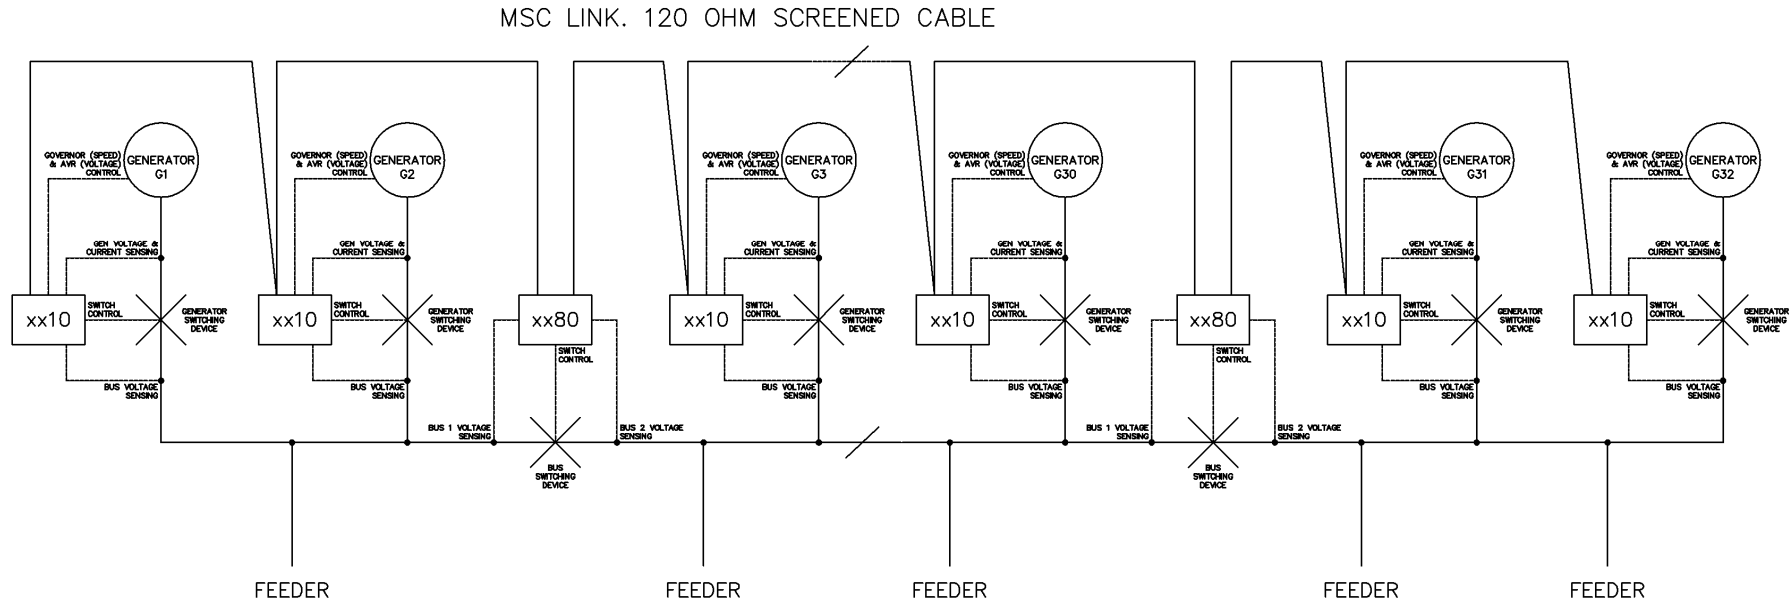 MSC LINK. 120 OHM SCREENED CABLE
GOVERNOR (SPEED)
& AVR (VOLTAGE)
CONTROL
GENERATOR
G1
GOVERNOR (SPEED)
& AVR (VOLTAGE)
CONTROL
GENERATOR
G2
GOVERNOR (SPEED)
& AVR (VOLTAGE)
CONTROL
GENERATOR
G3
GOVERNOR (SPEED)
& AVR (VOLTAGE)
CONTROL
GENERATOR
G30
GOVERNOR (SPEED)
& AVR (VOLTAGE)
CONTROL
GENERATOR
G31
GOVERNOR (SPEED)
& AVR (VOLTAGE)
CONTROL
GENERATOR
G32
GEN VOLTAGE &
CURRENT SENSING
GEN VOLTAGE &
CURRENT SENSING
GEN VOLTAGE &
CURRENT SENSING
GEN VOLTAGE &
CURRENT SENSING
GEN VOLTAGE &
CURRENT SENSING
GEN VOLTAGE &
CURRENT SENSING
xx10
SWITCH
CONTROL
GENERATOR
SWITCHING
DEVICE
xx10
SWITCH
CONTROL
GENERATOR
SWITCHING
DEVICE
xx80
SWITCH
CONTROL
xx10
SWITCH
CONTROL
GENERATOR
SWITCHING
DEVICE
xx10
SWITCH
CONTROL
GENERATOR
SWITCHING
DEVICE
xx80
SWITCH
CONTROL
xx10
SWITCH
CONTROL
GENERATOR
SWITCHING
DEVICE
xx10
SWITCH
CONTROL
GENERATOR
SWITCHING
DEVICE
BUS VOLTAGE
SENSING
BUS VOLTAGE
SENSING
BUS VOLTAGE
SENSING
BUS VOLTAGE
SENSING
BUS VOLTAGE
SENSING
BUS VOLTAGE
SENSING
BUS 1 VOLTAGE
SENSING
BUS 2 VOLTAGE
SENSING
BUS 1 VOLTAGE
SENSING
BUS 2 VOLTAGE
SENSING
BUS
SWITCHING
DEVICE
BUS
SWITCHING
DEVICE
FEEDER
FEEDER
FEEDER
FEEDER
FEEDER